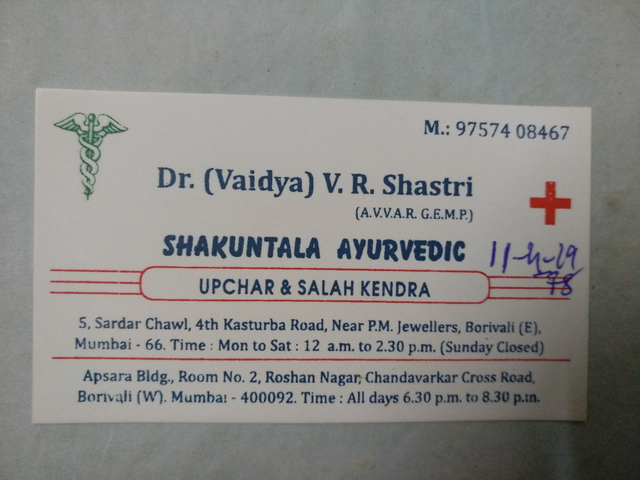 M.: 97574 08467
Dr. (Vaidya) V. R. Shastri
(A.V.V.AR. G.E.M.P.)
SHAKUNTALA AYURVEDIC
11-4-19
78
UPCHAR & SALAH KENDRA
5, Sardar Chawl, 4th Kasturba Road, Near P.M. Jewellers, Borivali (E),
Mumbai - 66. Time : Mon to Sat : 12 a.m. to 2.30 p.m. (Sunday Closed)
Apsara Bldg., Room No. 2, Roshan Nagar, Chandavarkar Cross Road,
Borivali (W). Mumbai - 400092. Time : All days 6.30 p.m. to 8.30 p.m.